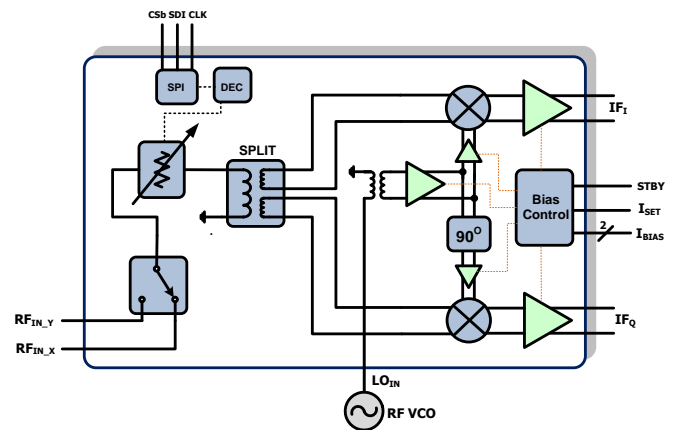 CSb SDI CLK
SPI
DEC
SPLIT
IF_I
Bias
Control
STBY
I_SET
2
I_BIAS
90^O
RF_IN_Y
RF_IN_X
IF_Q
LO_IN
RF VCO